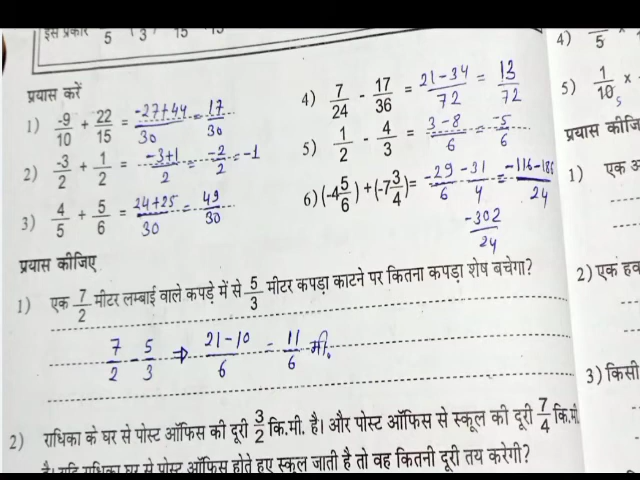 इस प्रकार 5 3 15 15
प्रयास करें
1) -9/10 + 22/15 = -27+44/30 = 17/30
2) -3/2 + 1/2 = -3+1/2 = -2/2 = -1
3) 4/5 + 5/6 = 24+25/30 = 49/30
4) 7/24 - 17/36 = 21-34/72 = 13/72
5) 1/2 - 4/3 = 3-8/6 = -5/6
6) (-4 5/6) + (-7 3/4) = -29/6 -31/4 = -116-186/24
-302/24
प्रयास कीजिए
1) एक 7/2 मीटर लम्बाई वाले कपड़े में से 5/3 मीटर कपड़ा काटने पर कितना कपड़ा शेष बचेगा?
7/2 - 5/3 ⇒ 21-10/6 = 11/6 मी.
2) राधिका के घर से पोस्ट ऑफिस की दूरी 3/2 कि.मी. है। और पोस्ट ऑफिस से स्कूल की दूरी 7/4 कि.मी.
है। यदि राधिका घर से पोस्ट ऑफिस होते हुए स्कूल जाती है तो वह कितनी दूरी तय करेगी?
4) 5 ×
5) 1/10 ×
5
प्रयास कीजि
1) एक
2) एक हव
3) किसी